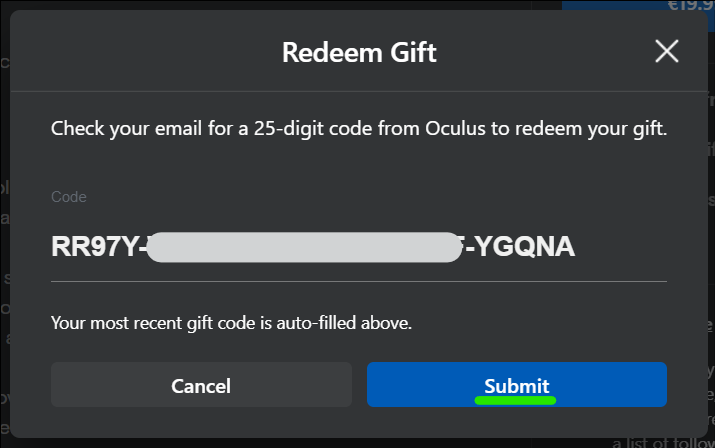 €19.9
Redeem Gift
Check your email for a 25-digit code from Oculus to redeem your gift.
Code
RR97Y-
-YGQNA
Your most recent gift code is auto-filled above.
Cancel
Submit
a list of follow